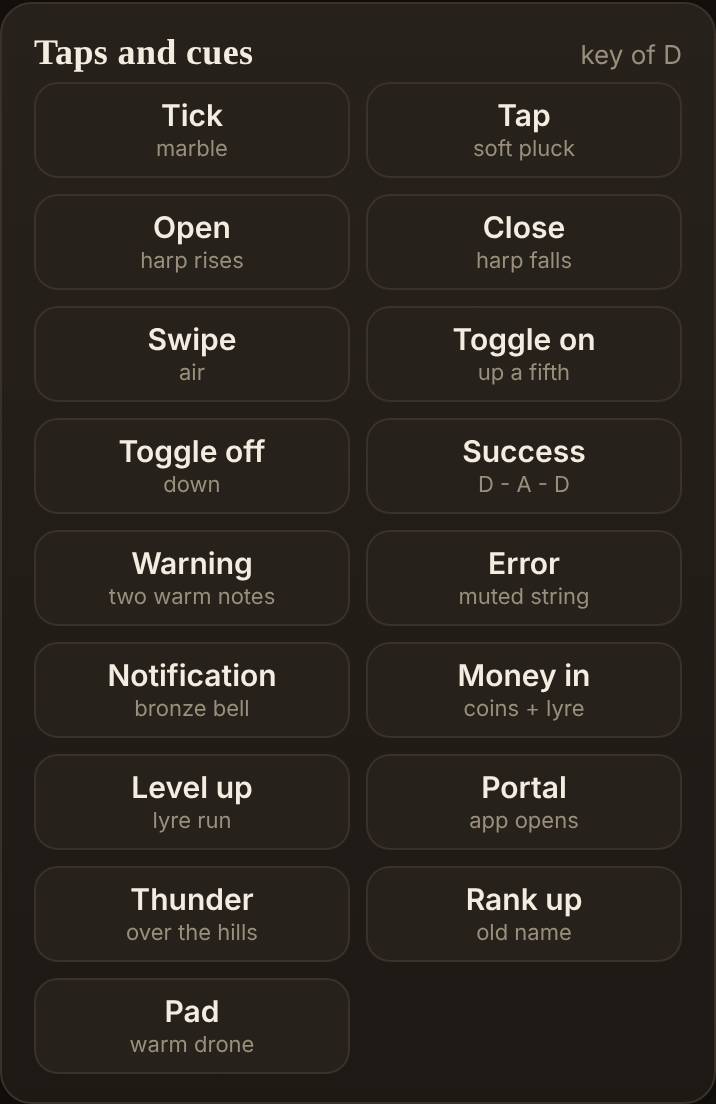 Taps and cues
key of D
Tick
marble
Tap
soft pluck
Open
harp rises
Close
harp falls
Swipe
air
Toggle on
up a fifth
Toggle off
down
Success
D - A - D
Warning
two warm notes
Error
muted string
Notification
bronze bell
Money in
coins + lyre
Level up
lyre run
Portal
app opens
Thunder
over the hills
Rank up
old name
Pad
warm drone